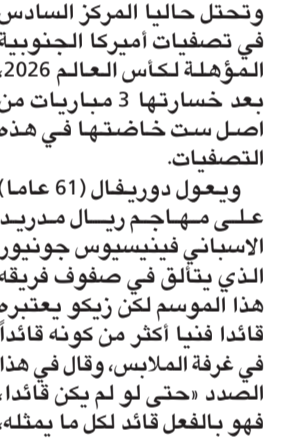 وتحتل حاليا المركز السادس
في تصفيات أميركا الجنوبية
المؤهلة لكأس العالم 2026،
بعد خسارتها 3 مباريات من
اصل ست خاضتها في هذه
التصفيات.
ويعول دوريفال (61 عاما)
على مهاجم ريال مدريد
الاسباني فينيسيوس جونيور
الذي يتألق في صفوف فريقه
هذا الموسم لكن زيكو يعتبره
قائدا فنيا أكثر من كونه قائداً
في غرفة الملابس، وقال في هذا
الصدد «حتى لو لم يكن قائدا،
فهو بالفعل قائد لكل ما يمثله،